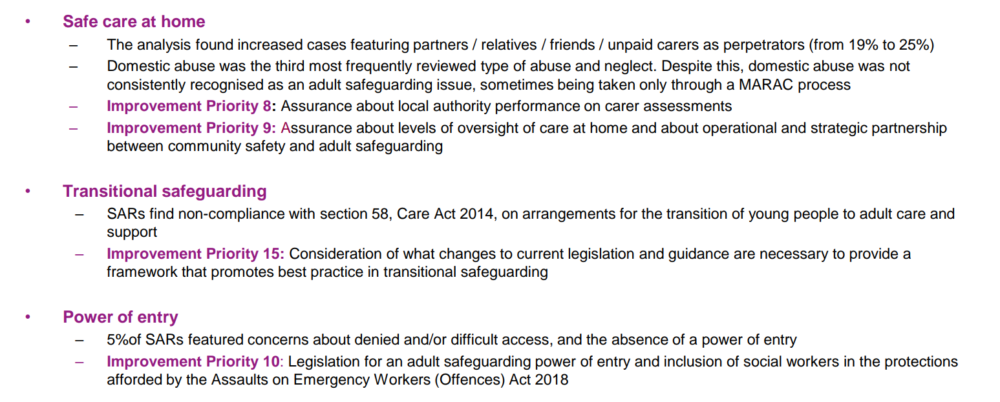 • Safe care at home
– The analysis found increased cases featuring partners / relatives / friends / unpaid carers as perpetrators (from 19% to 25%)
– Domestic abuse was the third most frequently reviewed type of abuse and neglect. Despite this, domestic abuse was not
consistently recognised as an adult safeguarding issue, sometimes being taken only through a MARAC process
– Improvement Priority 8: Assurance about local authority performance on carer assessments
– Improvement Priority 9: Assurance about levels of oversight of care at home and about operational and strategic partnership
between community safety and adult safeguarding
• Transitional safeguarding
– SARs find non-compliance with section 58, Care Act 2014, on arrangements for the transition of young people to adult care and
support
– Improvement Priority 15: Consideration of what changes to current legislation and guidance are necessary to provide a
framework that promotes best practice in transitional safeguarding
• Power of entry
– 5%of SARs featured concerns about denied and/or difficult access, and the absence of a power of entry
– Improvement Priority 10: Legislation for an adult safeguarding power of entry and inclusion of social workers in the protections
afforded by the Assaults on Emergency Workers (Offences) Act 2018